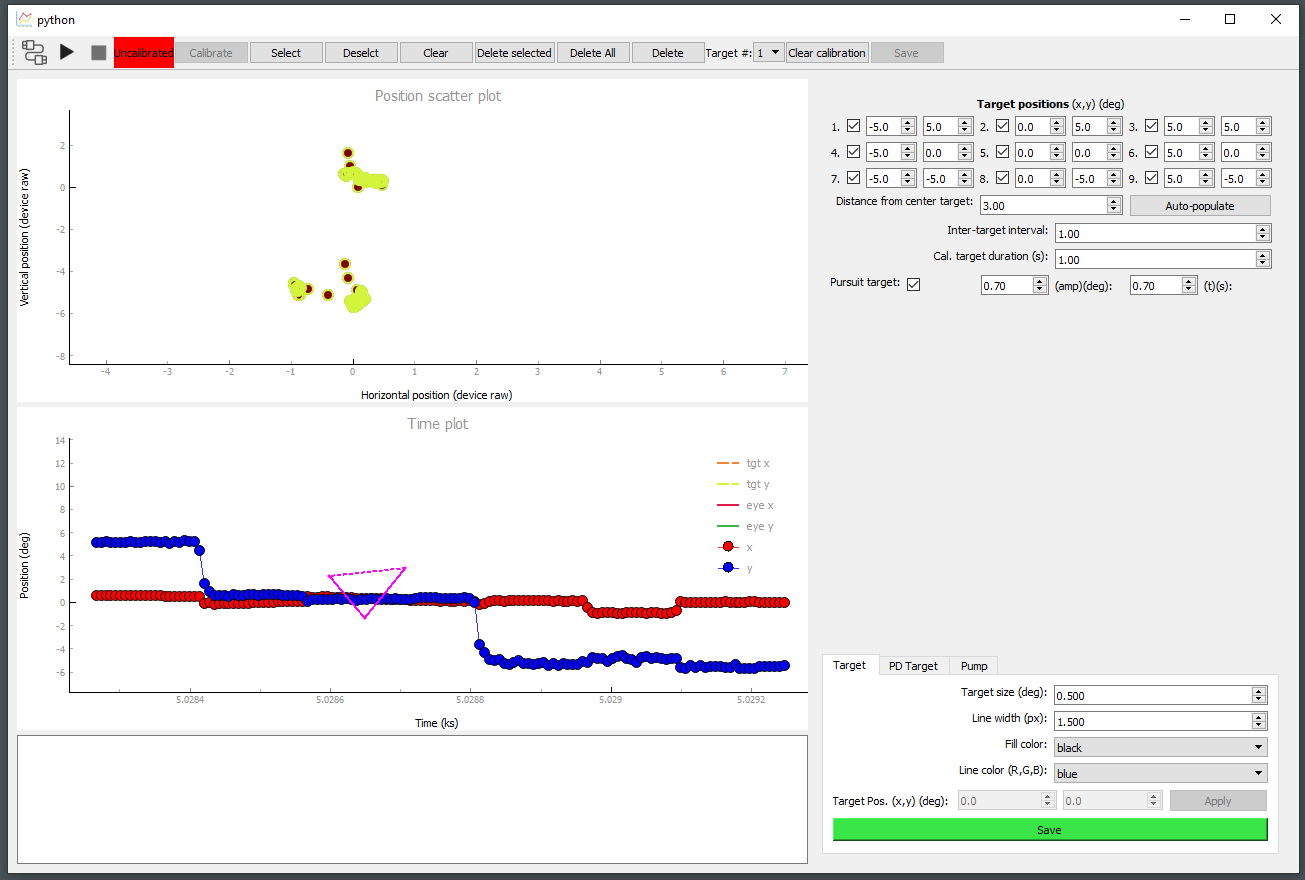 python
Uncalibrated Calibrate Select Deselct Clear Delete selected Delete All Delete Target #: 1 Clear calibration Save
Position scatter plot
Vertical position (device raw)
2
0
-2
-4
-6
-8
-4 -3 -2 -1 0 1 2 3 4 5 6 7
Horizontal position (device raw)
Time plot
Position (deg)
14
12
10
8
6
4
2
0
-2
-4
-6
tgt x
tgt y
eye x
eye y
x
y
5.0284 5.0286 5.0288 5.029 5.0292
Time (ks)
Target positions (x,y) (deg)
1. -5.0 5.0 2. 0.0 5.0 3. 5.0 5.0
4. -5.0 0.0 5. 0.0 0.0 6. 5.0 0.0
7. -5.0 -5.0 8. 0.0 -5.0 9. 5.0 -5.0
Distance from center target: 3.00 Auto-populate
Inter-target interval: 1.00
Cal. target duration (s): 1.00
Pursuit target: 0.70 (amp)(deg): 0.70 (t)(s):
Target PD Target Pump
Target size (deg): 0.500
Line width (px): 1.500
Fill color: black
Line color (R,G,B): blue
Target Pos. (x,y) (deg): 0.0 0.0 Apply
Save